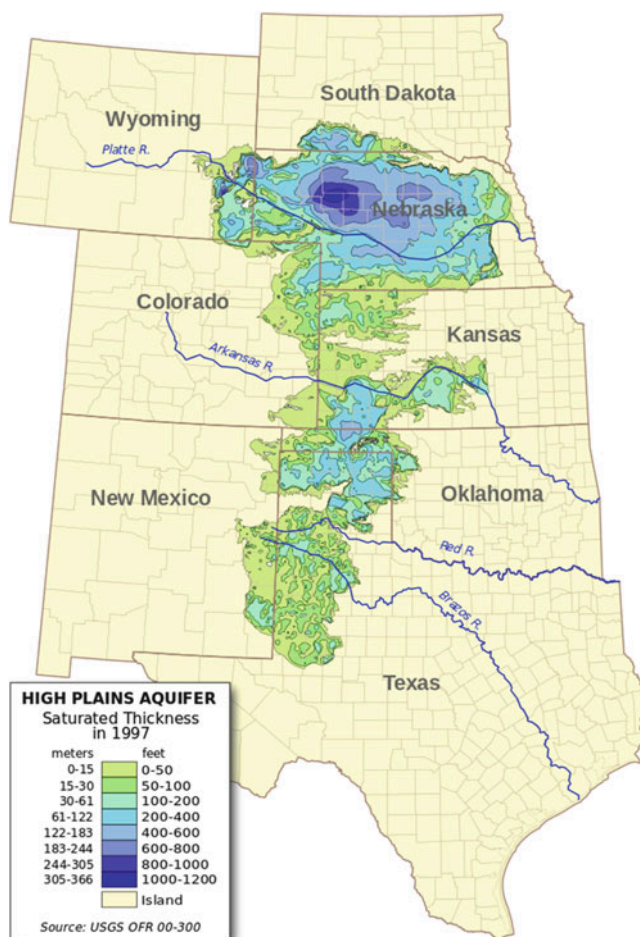 South Dakota
Wyoming
Platte R.
Nebraska
Colorado
Kansas
Arkansas R.
New Mexico
Oklahoma
Red R.
Brazos R.
Texas
HIGH PLAINS AQUIFER
Saturated Thickness
in 1997
meters feet
0-15 0-50
15-30 50-100
30-61 100-200
61-122 200-400
122-183 400-600
183-244 600-800
244-305 800-1000
305-366 1000-1200
Island
Source: USGS OFR 00-300